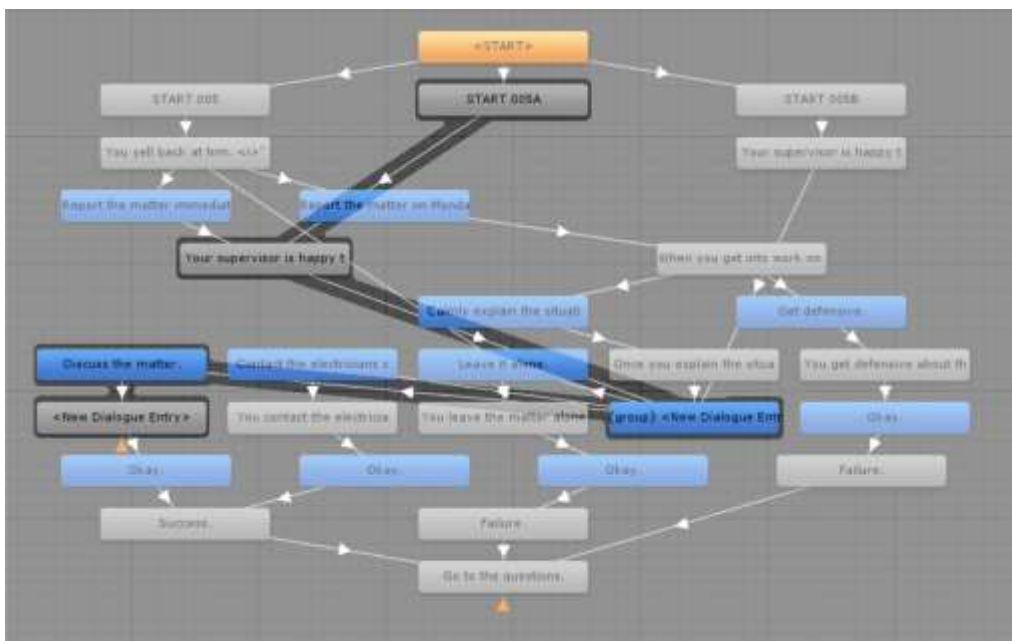 <START>
START 005
START 005A
START 005B
You yell back at him. <i>"
Your supervisor is happy t
Report the matter immediat
Report the matter on Monda
Your supervisor is happy t
When you get into work on
Calmly explain the situati
Get defensive.
Discuss the matter.
Contact the electricians a
Leave it alone.
Once you explain the situa
You get defensive about th
<New Dialogue Entry>
You contact the electricia
You leave the matter alone
{group} <New Dialogue Entr
Okay.
Okay.
Okay.
Okay.
Failure.
Success.
Failure
Go to the questions.